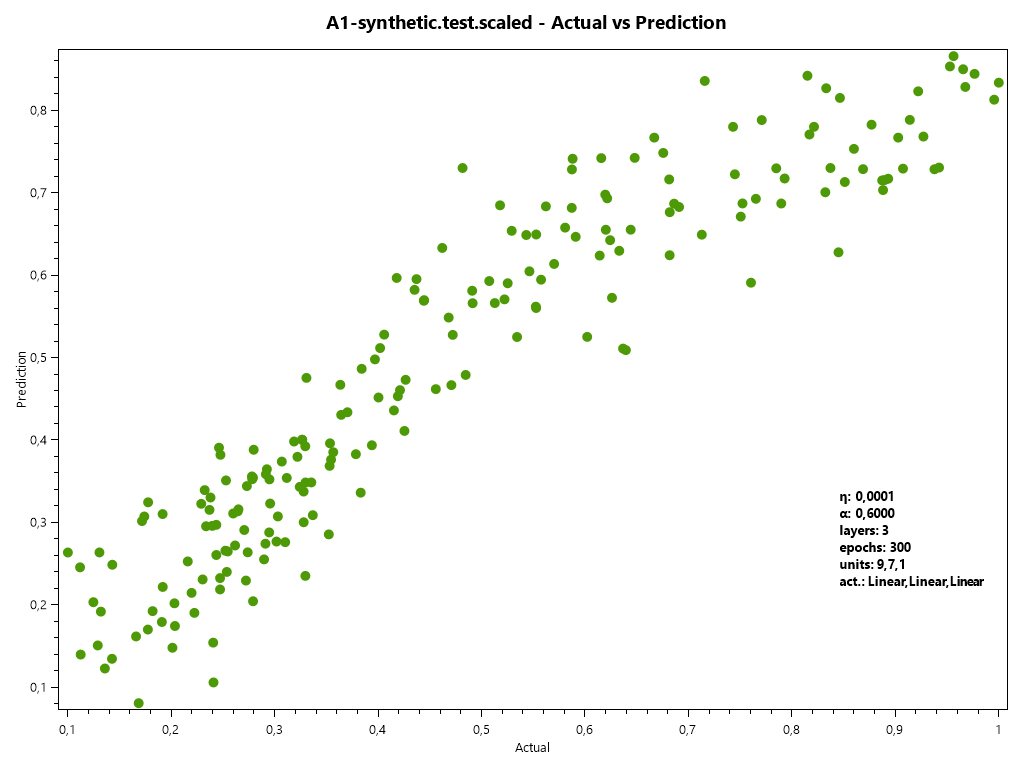 A1-synthetic.test.scaled - Actual vs Prediction
0,8
0,7
0,6
0,5
0,4
0,3
0,2
0,1
Prediction
η: 0,0001
α: 0,6000
layers: 3
epochs: 300
units: 9,7,1
act.: Linear,Linear,Linear
0,1 0,2 0,3 0,4 0,5 0,6 0,7 0,8 0,9 1
Actual